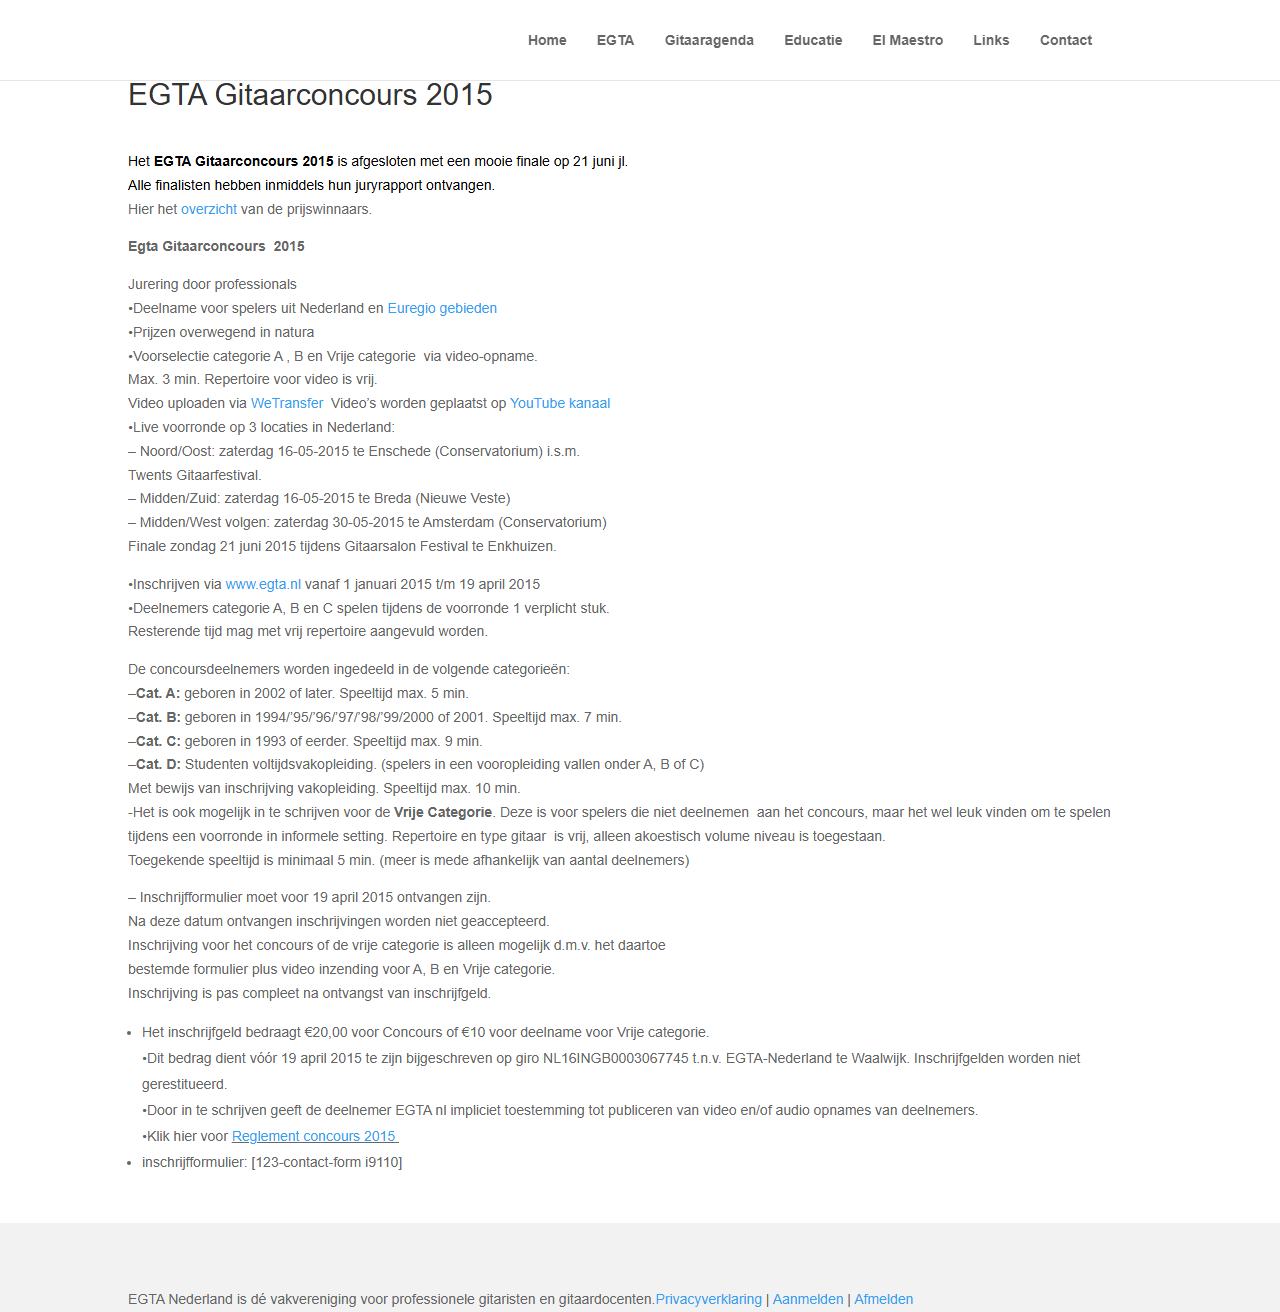 Home EGTA Gitaaragenda Educatie El Maestro Links Contact
EGTA Gitaarconcours 2015
Het EGTA Gitaarconcours 2015 is afgesloten met een mooie finale op 21 juni jl.
Alle finalisten hebben inmiddels hun juryrapport ontvangen.
Hier het overzicht van de prijswinnaars.
Egta Gitaarconcours  2015
Jurering door professionals
•Deelname voor spelers uit Nederland en Euregio gebieden
•Prijzen overwegend in natura
•Voorselectie categorie A , B en Vrije categorie  via video-opname.
Max. 3 min. Repertoire voor video is vrij.
Video uploaden via WeTransfer  Video’s worden geplaatst op YouTube kanaal
•Live voorronde op 3 locaties in Nederland:
– Noord/Oost: zaterdag 16-05-2015 te Enschede (Conservatorium) i.s.m.
Twents Gitaarfestival.
– Midden/Zuid: zaterdag 16-05-2015 te Breda (Nieuwe Veste)
– Midden/West volgen: zaterdag 30-05-2015 te Amsterdam (Conservatorium)
Finale zondag 21 juni 2015 tijdens Gitaarsalon Festival te Enkhuizen.
•Inschrijven via www.egta.nl vanaf 1 januari 2015 t/m 19 april 2015
•Deelnemers categorie A, B en C spelen tijdens de voorronde 1 verplicht stuk.
Resterende tijd mag met vrij repertoire aangevuld worden.
De concoursdeelnemers worden ingedeeld in de volgende categorieën:
–Cat. A: geboren in 2002 of later. Speeltijd max. 5 min.
–Cat. B: geboren in 1994/’95/’96/’97/’98/’99/2000 of 2001. Speeltijd max. 7 min.
–Cat. C: geboren in 1993 of eerder. Speeltijd max. 9 min.
–Cat. D: Studenten voltijdsvakopleiding. (spelers in een vooropleiding vallen onder A, B of C)
Met bewijs van inschrijving vakopleiding. Speeltijd max. 10 min.
-Het is ook mogelijk in te schrijven voor de Vrije Categorie. Deze is voor spelers die niet deelnemen  aan het concours, maar het wel leuk vinden om te spelen
tijdens een voorronde in informele setting. Repertoire en type gitaar  is vrij, alleen akoestisch volume niveau is toegestaan.
Toegekende speeltijd is minimaal 5 min. (meer is mede afhankelijk van aantal deelnemers)
– Inschrijfformulier moet voor 19 april 2015 ontvangen zijn.
Na deze datum ontvangen inschrijvingen worden niet geaccepteerd.
Inschrijving voor het concours of de vrije categorie is alleen mogelijk d.m.v. het daartoe
bestemde formulier plus video inzending voor A, B en Vrije categorie.
Inschrijving is pas compleet na ontvangst van inschrijfgeld.
• Het inschrijfgeld bedraagt €20,00 voor Concours of €10 voor deelname voor Vrije categorie.
•Dit bedrag dient vóór 19 april 2015 te zijn bijgeschreven op giro NL16INGB0003067745 t.n.v. EGTA-Nederland te Waalwijk. Inschrijfgelden worden niet
gerestitueerd.
•Door in te schrijven geeft de deelnemer EGTA nl impliciet toestemming tot publiceren van video en/of audio opnames van deelnemers.
•Klik hier voor Reglement concours 2015
• inschrijfformulier: [123-contact-form i9110]
EGTA Nederland is dé vakvereniging voor professionele gitaristen en gitaardocenten.Privacyverklaring | Aanmelden | Afmelden